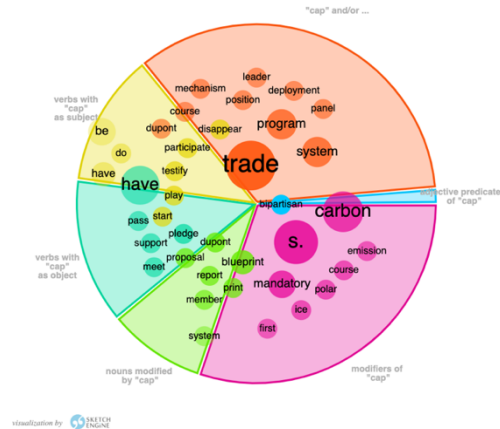 "cap" and/or ...
leader
mechanism
deployment
position
panel
course
program
verbs with
"cap"
as subject
dupont
disappear
be
participate
system
do
trade
testify
have
have
play
adjective predicate
of "cap"
bipartisan
carbon
start
pass
pledge
s.
support
dupont
emission
verbs with
"cap"
as object
meet
proposal
blueprint
course
report
mandatory
polar
print
member
ice
first
system
nouns modified
by "cap"
modifiers of
"cap"
visualization by
SKETCH
ENGINE